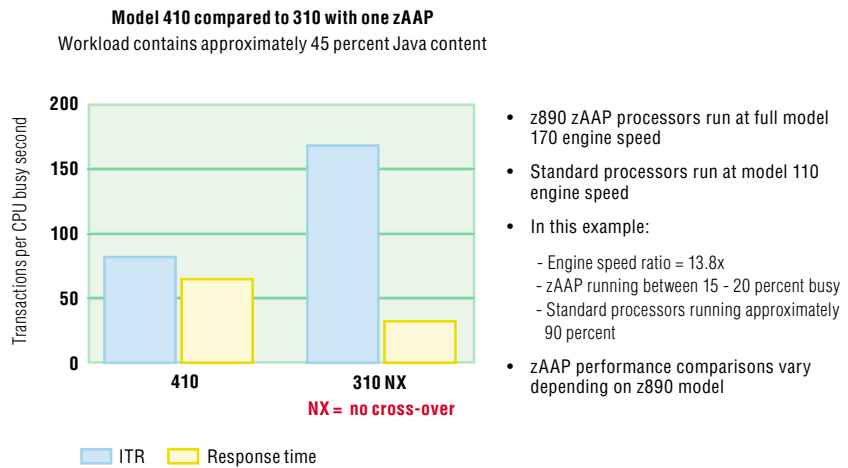 Model 410 compared to 310 with one zAAP
Workload contains approximately 45 percent Java content
Transactions per CPU busy second
200
150
100
50
0
410
310 NX
NX = no cross-over
ITR
Response time
• z890 zAAP processors run at full model
170 engine speed
• Standard processors run at model 110
engine speed
• In this example:
- Engine speed ratio = 13.8x
- zAAP running between 15 - 20 percent busy
- Standard processors running approximately
90 percent
• zAAP performance comparisons vary
depending on z890 model